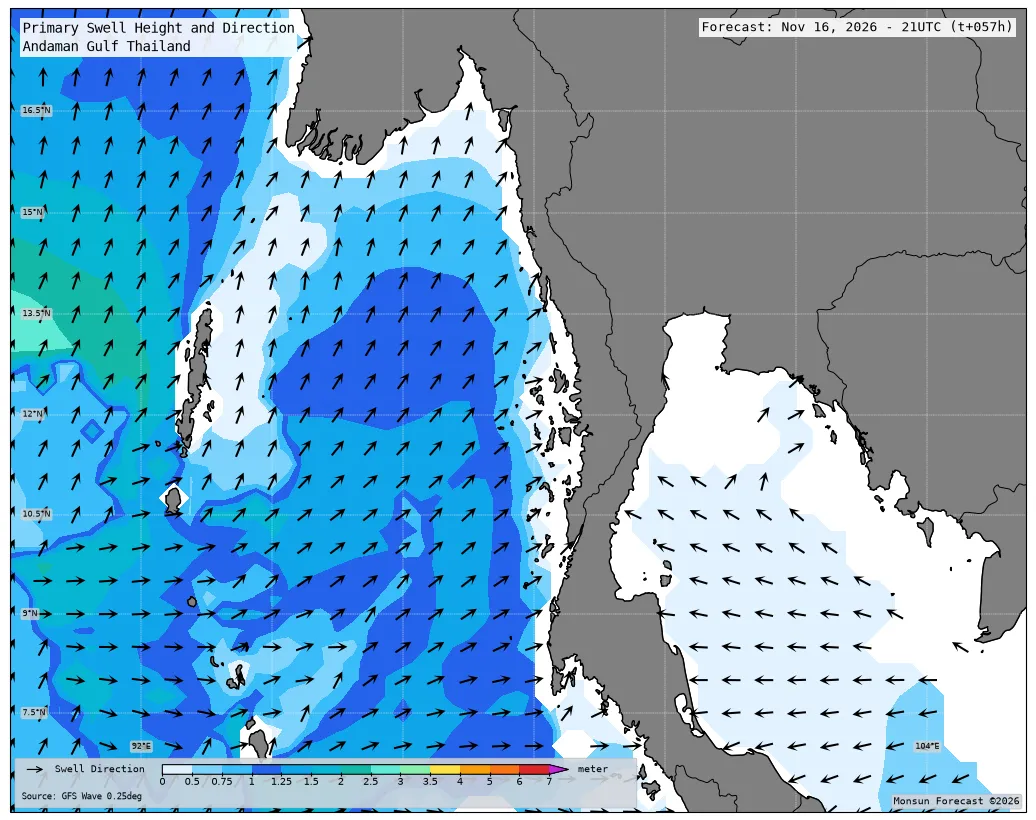 Primary Swell Height and Direction
Andaman Gulf Thailand
Forecast: Nov 16, 2026 - 21UTC (t+057h)
16.5°N
15°N
13.5°N
12°N
10.5°N
9°N
7.5°N
92°E
104°E
Swell Direction
0 0.5 0.75 1 1.25 1.5 2 2.5 3 3.5 4 5 6 7
meter
Source: GFS Wave 0.25deg
Monsun Forecast ©2026